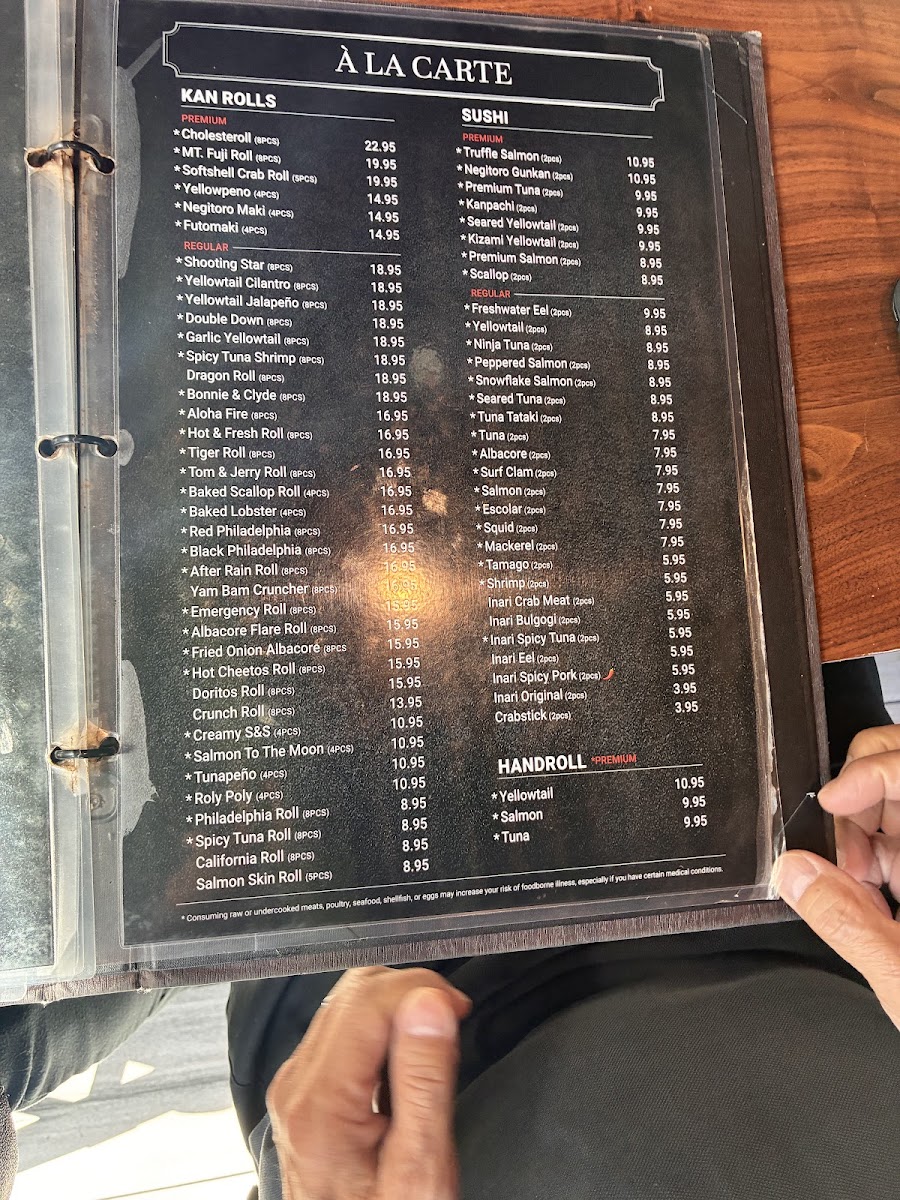 À LA CARTE
KAN ROLLS
PREMIUM
*Cholesteroll (8PCS) 22.95
*MT. Fuji Roll (8PCS) 19.95
*Softshell Crab Roll (5PCS) 19.95
*Yellowpeno (4PCS) 14.95
*Negitoro Maki (4PCS) 14.95
*Futomaki (4PCS) 14.95
REGULAR
*Shooting Star (8PCS) 18.95
*Yellowtail Cilantro (8PCS) 18.95
*Yellowtail Jalapeño (8PCS) 18.95
*Double Down (8PCS) 18.95
*Garlic Yellowtail (8PCS) 18.95
*Spicy Tuna Shrimp (8PCS) 18.95
Dragon Roll (8PCS) 18.95
*Bonnie & Clyde (8PCS) 18.95
*Aloha Fire (8PCS) 16.95
*Hot & Fresh Roll (8PCS) 16.95
*Tiger Roll (8PCS) 16.95
*Tom & Jerry Roll (8PCS) 16.95
*Baked Scallop Roll (4PCS) 16.95
*Baked Lobster (4PCS) 16.95
*Red Philadelphia (8PCS) 16.95
*Black Philadelphia (8PCS) 16.95
*After Rain Roll (8PCS) 16.95
Yam Bam Cruncher (8PCS) 16.95
*Emergency Roll (8PCS) 15.95
*Albacore Flare Roll (8PCS) 15.95
*Fried Onion Albacore (8PCS 15.95
*Hot Cheetos Roll (8PCS) 15.95
Doritos Roll (8PCS) 15.95
Crunch Roll (8PCS) 13.95
*Creamy S&S (4PCS) 10.95
*Salmon To The Moon (4PCS) 10.95
*Tunapeño (4PCS) 10.95
*Roly Poly (4PCS) 10.95
*Philadelphia Roll (8PCS) 8.95
*Spicy Tuna Roll (8PCS) 8.95
California Roll (8PCS) 8.95
Salmon Skin Roll (5PCS) 8.95
SUSHI
PREMIUM
*Truffle Salmon (2pcs) 10.95
*Negitoro Gunkan (2pcs) 10.95
*Premium Tuna (2pcs) 9.95
*Kanpachi (2pcs) 9.95
*Seared Yellowtail (2pcs) 9.95
*Kizami Yellowtail (2pcs) 9.95
*Premium Salmon (2pcs) 8.95
*Scallop (2pcs) 8.95
REGULAR
*Freshwater Eel (2pcs) 9.95
*Yellowtail (2pcs) 8.95
*Ninja Tuna (2pcs) 8.95
*Peppered Salmon (2pcs) 8.95
*Snowflake Salmon (2pcs) 8.95
*Seared Tuna (2pcs) 8.95
*Tuna Tataki (2pcs) 8.95
*Tuna (2pcs) 7.95
*Albacore (2pcs) 7.95
*Surf Clam (2pcs) 7.95
*Salmon (2pcs) 7.95
*Escolar (2pcs) 7.95
*Squid (2pcs) 7.95
*Mackerel (2pcs) 7.95
*Tamago (2pcs) 5.95
*Shrimp (2pcs) 5.95
Inari Crab Meat (2pcs) 5.95
Inari Bulgogi (2pcs) 5.95
*Inari Spicy Tuna (2pcs) 5.95
Inari Eel (2pcs) 5.95
Inari Spicy Pork (2pcs) 5.95
Inari Original (2pcs) 3.95
Crabstick (2pcs) 3.95
HANDROLL *PREMIUM
*Yellowtail 10.95
*Salmon 9.95
*Tuna 9.95
* Consuming raw or undercooked meats, poultry, seafood, shellfish, or eggs may increase your risk of foodborne illness, especially if you have certain medical conditions.